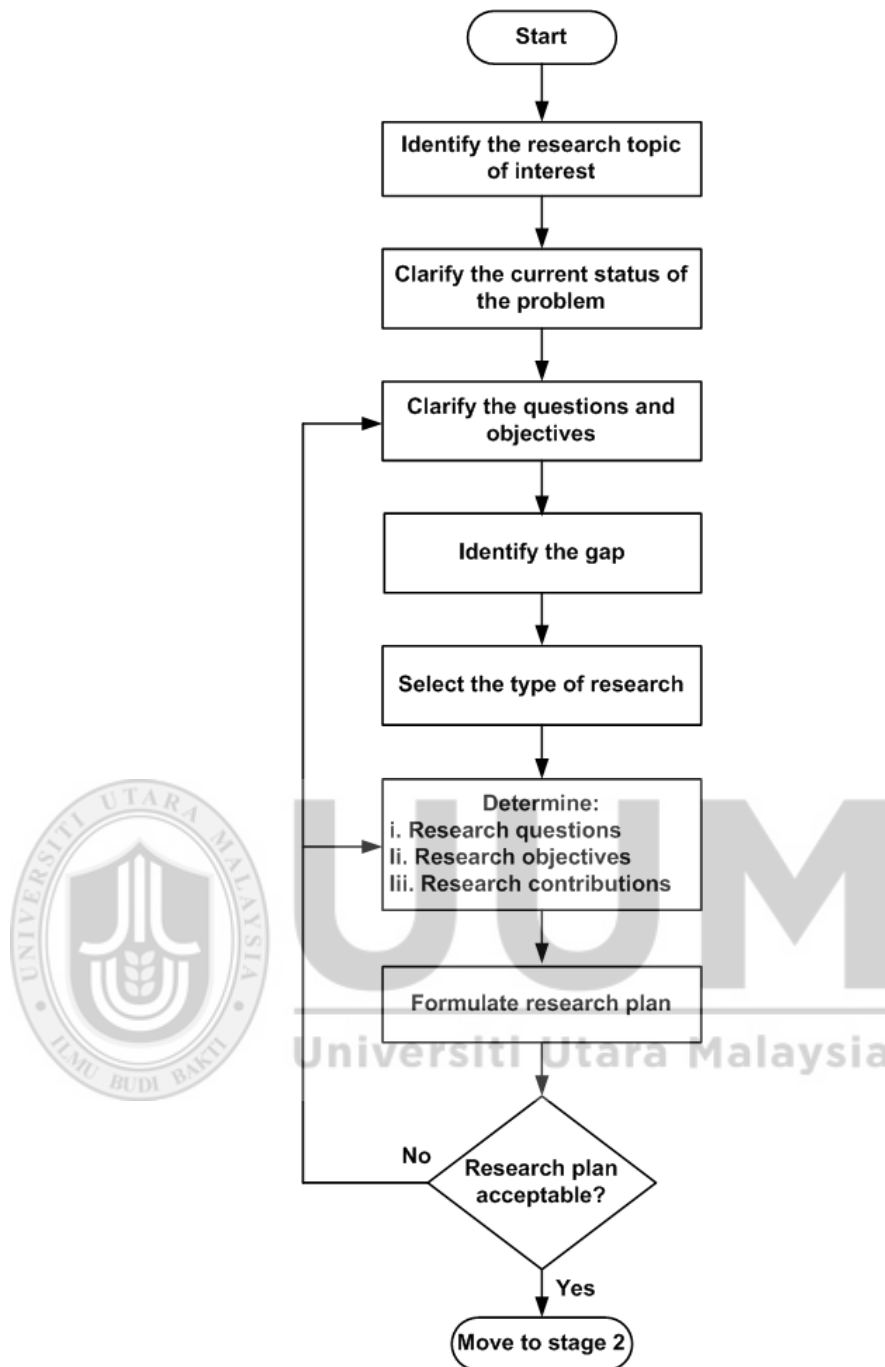 Start
Identify the research topic
of interest
Clarify the current status of
the problem
Clarify the questions and
objectives
Identify the gap
Select the type of research
Determine:
i. Research questions
Ii. Research objectives
Iii. Research contributions
Formulate research plan
Research plan
acceptable?
No
Yes
Move to stage 2
UNIVERSITI UTARA MALAYSIA
ILMU BUDI BAKTI
UUM
Universiti Utara Malaysia